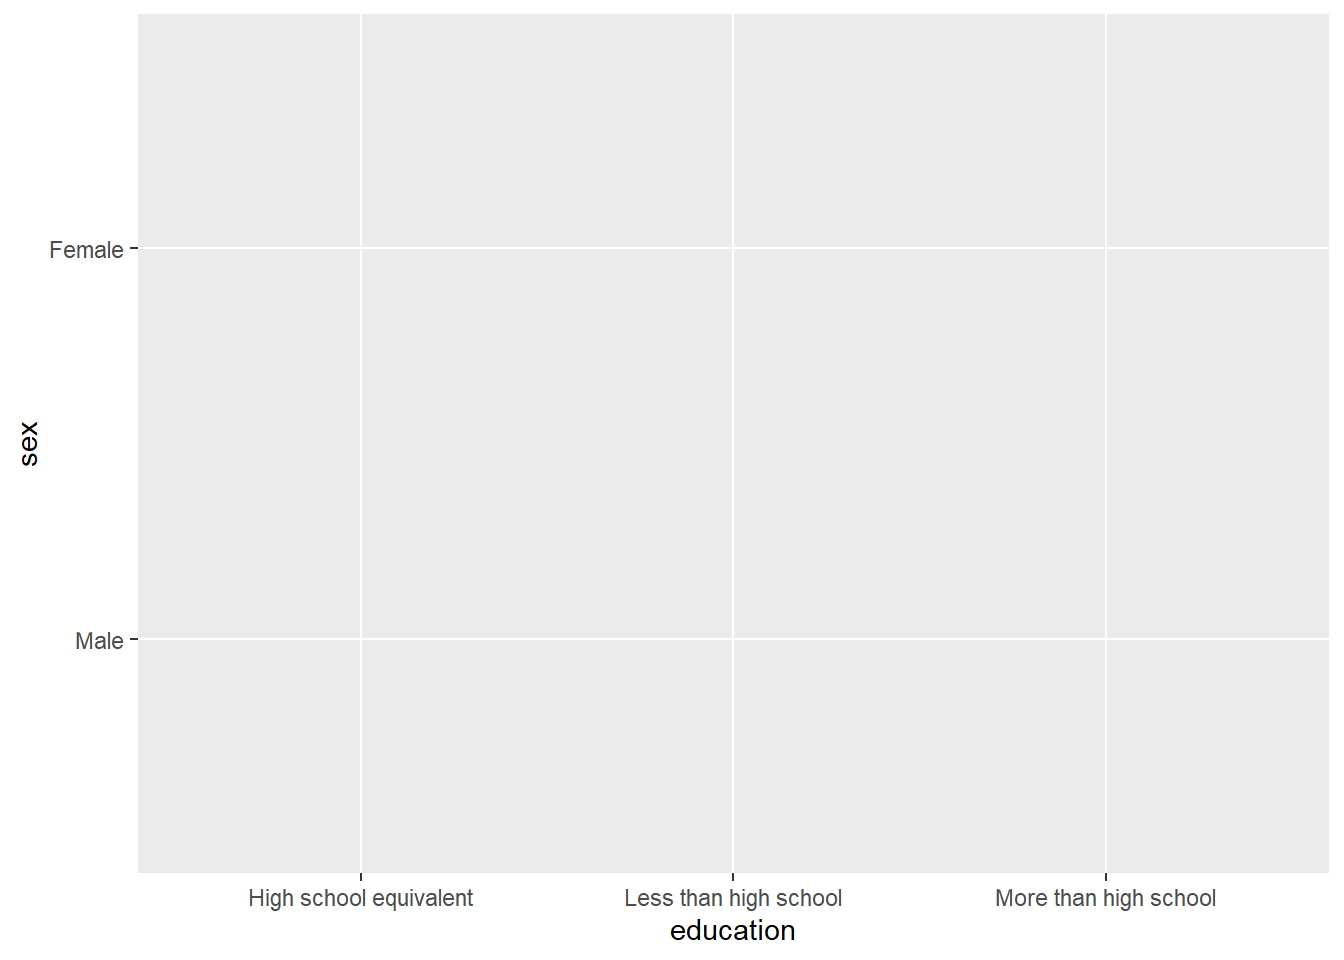 Female
sex
Male
High school equivalent
Less than high school
More than high school
education